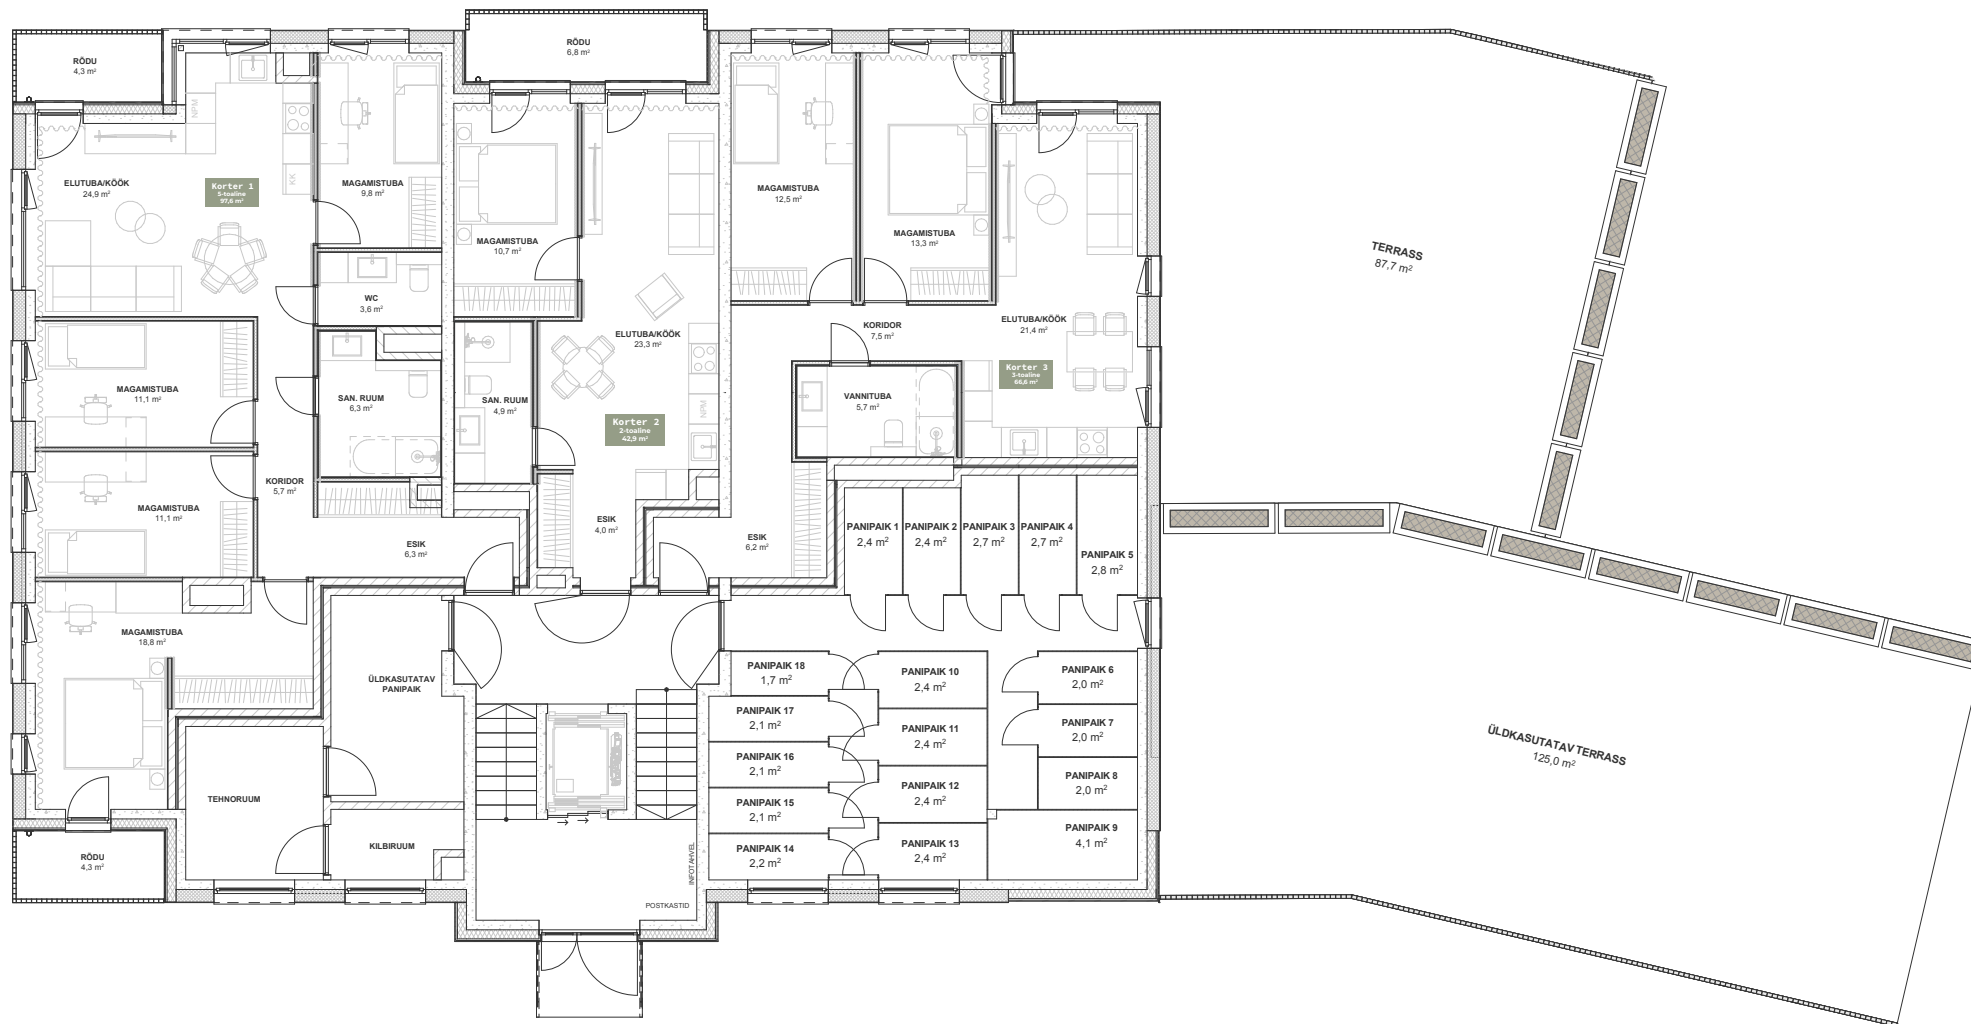 RÕDU
4,3 m²
RÕDU
6,8 m²
NPM
KK
ELUTUBA/KÖÖK
24,9 m²
Korter 1
5-toaline
97,6 m²
MAGAMISTUBA
9,8 m²
MAGAMISTUBA
10,7 m²
MAGAMISTUBA
12,5 m²
MAGAMISTUBA
13,3 m²
TERRASS
87,7 m²
WC
3,6 m²
ELUTUBA/KÖÖK
23,3 m²
KORIDOR
7,5 m²
ELUTUBA/KÖÖK
21,4 m²
Korter 3
3-toaline
66,6 m²
MAGAMISTUBA
11,1 m²
SAN. RUUM
6,3 m²
SAN. RUUM
4,9 m²
Korter 2
2-toaline
42,9 m²
NPM
VANNITUBA
5,7 m²
KORIDOR
5,7 m²
MAGAMISTUBA
11,1 m²
ESIK
6,3 m²
ESIK
4,0 m²
ESIK
6,2 m²
PANIPAIK 1
2,4 m²
PANIPAIK 2
2,4 m²
PANIPAIK 3
2,7 m²
PANIPAIK 4
2,7 m²
PANIPAIK 5
2,8 m²
MAGAMISTUBA
18,8 m²
ÜLDKASUTATAV
PANIPAIK
PANIPAIK 18
1,7 m²
PANIPAIK 10
2,4 m²
PANIPAIK 6
2,0 m²
PANIPAIK 17
2,1 m²
PANIPAIK 11
2,4 m²
PANIPAIK 7
2,0 m²
ÜLDKASUTATAV TERRASS
125,0 m²
PANIPAIK 16
2,1 m²
PANIPAIK 12
2,4 m²
PANIPAIK 8
2,0 m²
TEHNORUUM
PANIPAIK 15
2,1 m²
PANIPAIK 9
4,1 m²
KILBIRUUM
PANIPAIK 14
2,2 m²
PANIPAIK 13
2,4 m²
RÕDU
4,3 m²
INFOTAHVEL
POSTKASTID